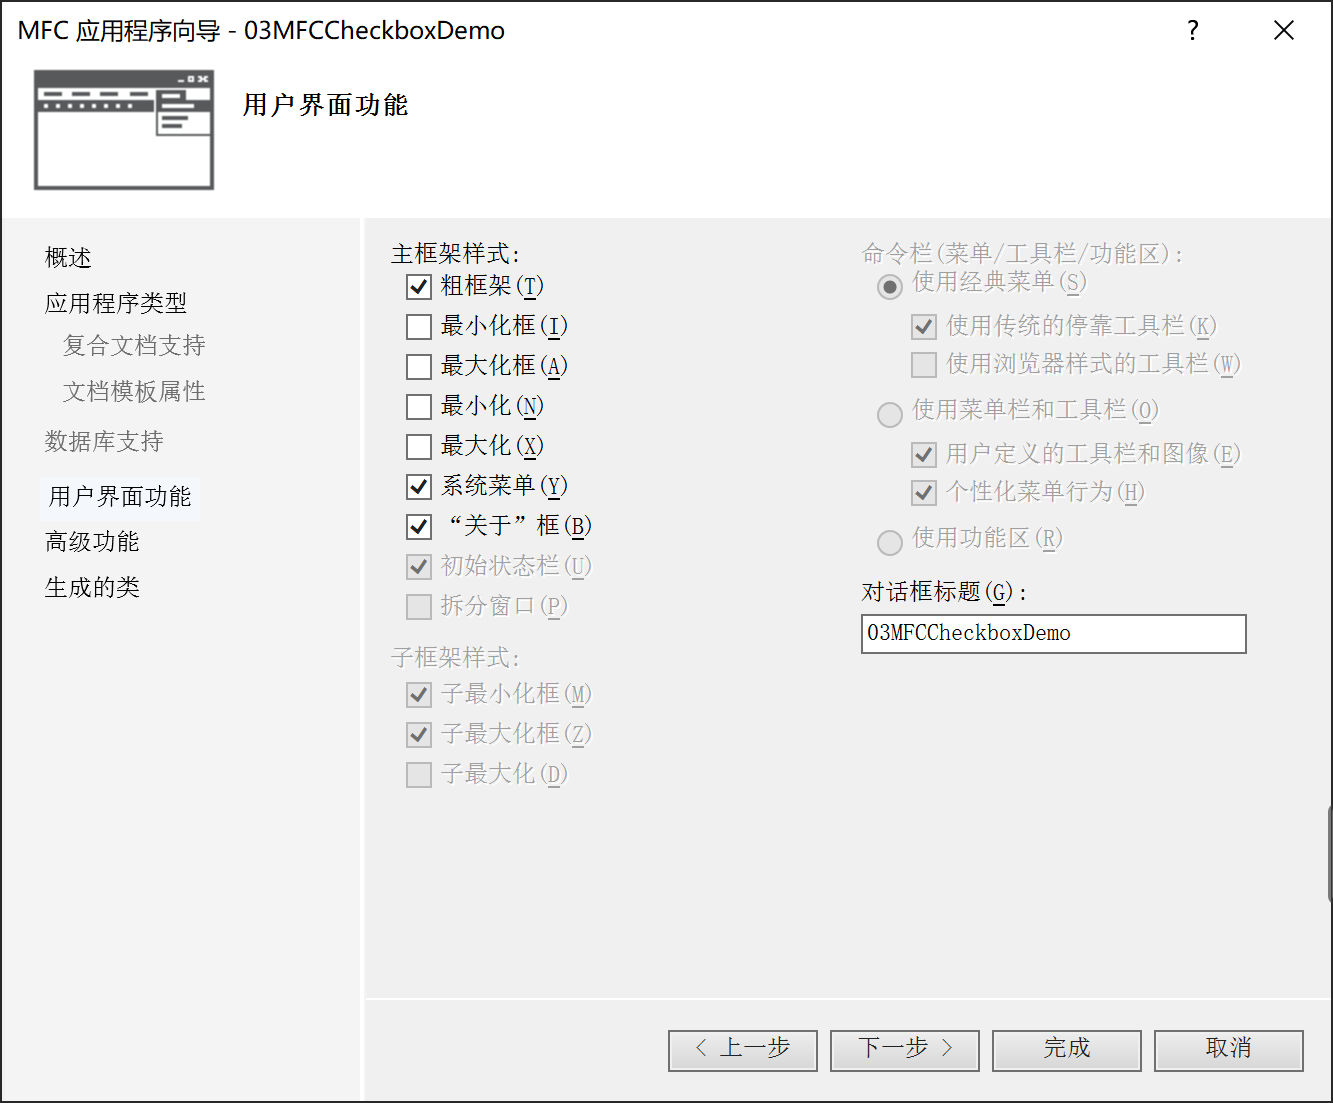 MFC 应用程序向导 - 03MFCCheckboxDemo
?
用户界面功能
概述
应用程序类型
复合文档支持
文档模板属性
数据库支持
用户界面功能
高级功能
生成的类
主框架样式:
粗框架(T)
最小化框(I)
最大化框(A)
最小化(N)
最大化(X)
系统菜单(Y)
“关于”框(B)
初始状态栏(U)
拆分窗口(P)
子框架样式:
子最小化框(M)
子最大化框(Z)
子最大化(D)
命令栏(菜单/工具栏/功能区):
使用经典菜单(S)
使用传统的停靠工具栏(K)
使用浏览器样式的工具栏(W)
使用菜单栏和工具栏(O)
用户定义的工具栏和图像(E)
个性化菜单行为(H)
使用功能区(R)
对话框标题(G):
03MFCCheckboxDemo
< 上一步
下一步 >
完成
取消